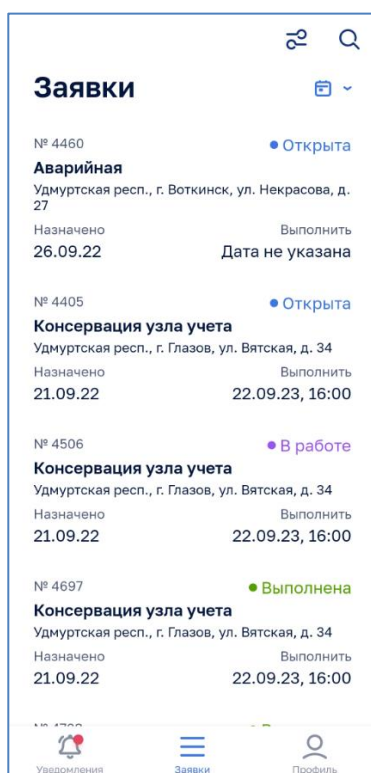 Заявки
№ 4460 Открыта
Аварийная
Удмуртская респ., г. Воткинск, ул. Некрасова, д.
27
Назначено Выполнить
26.09.22 Дата не указана
№ 4405 Открыта
Консервация узла учета
Удмуртская респ., г. Глазов, ул. Вятская, д. 34
Назначено Выполнить
21.09.22 22.09.23, 16:00
№ 4506 В работе
Консервация узла учета
Удмуртская респ., г. Глазов, ул. Вятская, д. 34
Назначено Выполнить
21.09.22 22.09.23, 16:00
№ 4697 Выполнена
Консервация узла учета
Удмуртская респ., г. Глазов, ул. Вятская, д. 34
Назначено Выполнить
21.09.22 22.09.23, 16:00
Уведомления Заявки Профиль